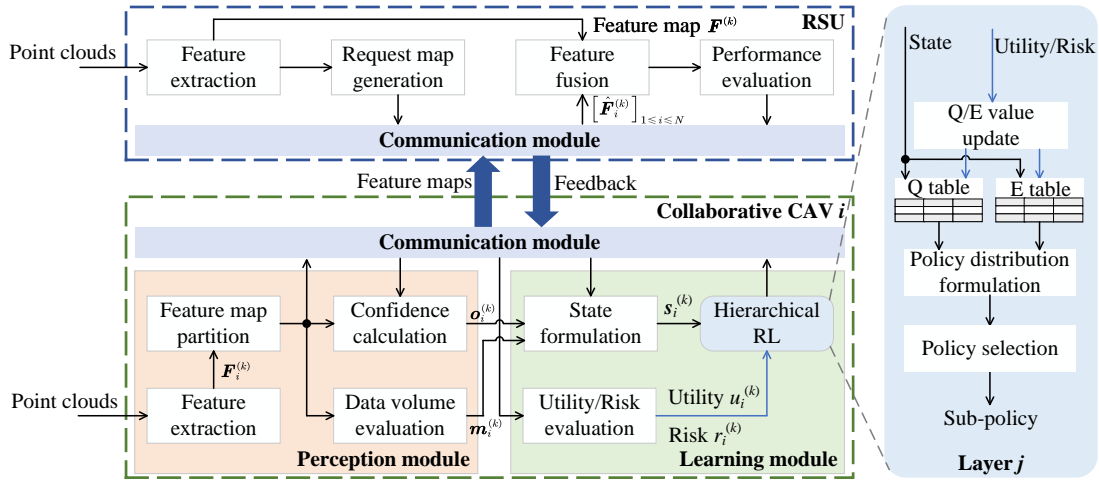 RSU
Feature map F^(k)
Point clouds
Feature
extraction
Request map
generation
Feature
fusion
Performance
evaluation
[F̂_i^(k)]_{1≤i≤N}
Communication module
Feature maps
Feedback
Collaborative CAV i
Communication module
Feature map
partition
Confidence
calculation
o_i^(k)
State
formulation
s_i^(k)
Hierarchical
RL
F_i^(k)
Point clouds
Feature
extraction
Data volume
evaluation
m_i^(k)
Utility/Risk
evaluation
Utility u_i^(k)
Risk r_i^(k)
Perception module
Learning module
State
Utility/Risk
Q/E value
update
Q table
E table
Policy distribution
formulation
Policy selection
Sub-policy
Layer j